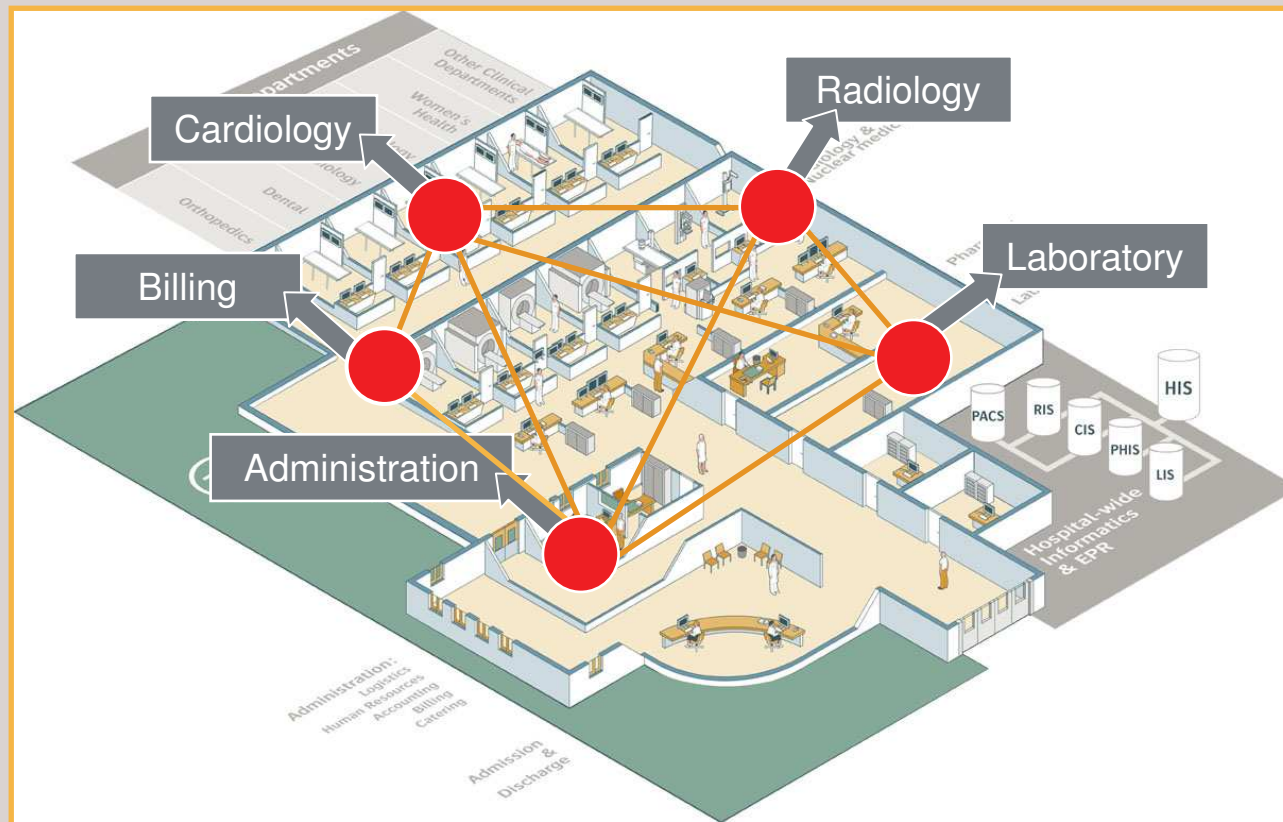 partments
Other Clinical
Departments
Women's
Health
Dental
Orthopedics
Cardiology
Radiology
Billing
Laboratory
Administration
HIS
PACS
RIS
CIS
PHIS
LIS
Hospital-wide
Informatics
& EPR
Administration:
Logistics
Human Resources
Accounting
Billing
Catering
Admission
&
Discharge